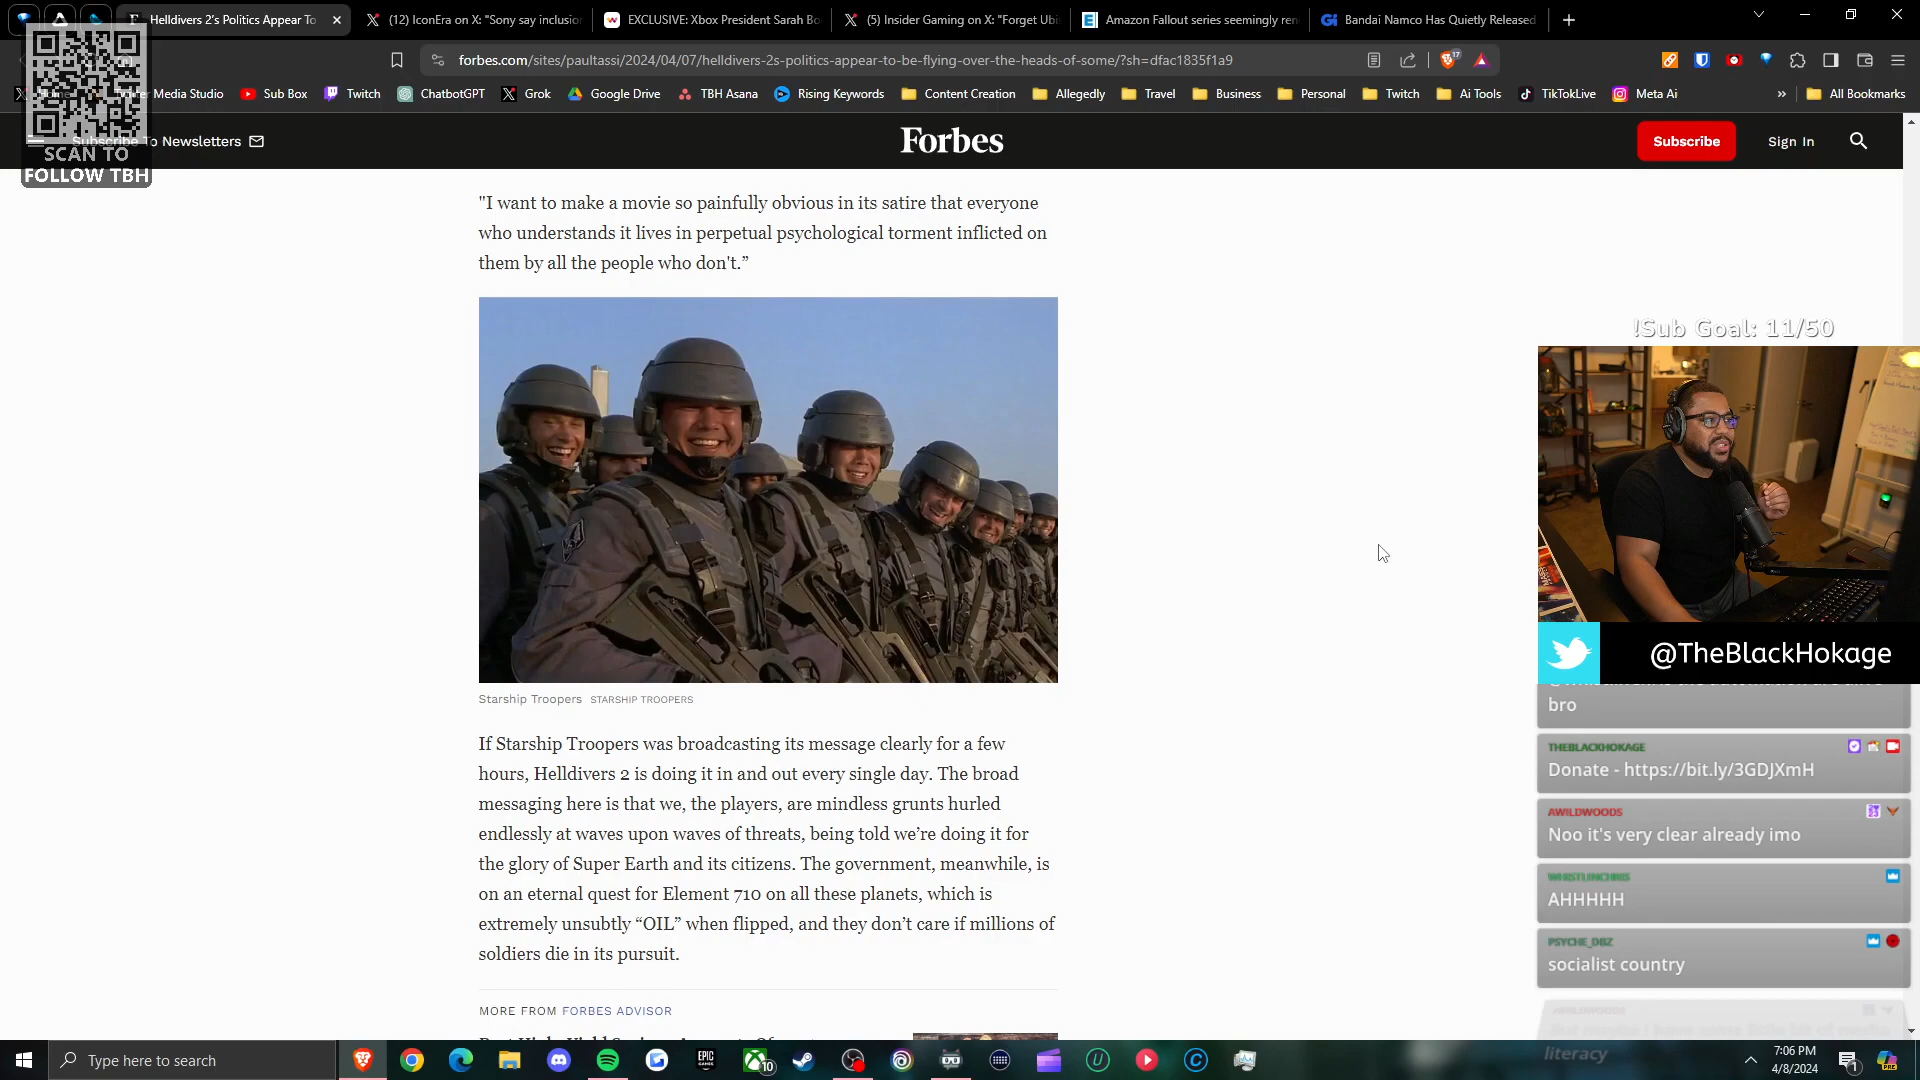 Helldivers 2's Politics Appear To
(12) IconEra on X: "Sony say inclusion
EXCLUSIVE: Xbox President Sarah Bo
(5) Insider Gaming on X: "Forget Ubi
Amazon Fallout series seemingly ren
Bandai Namco Has Quietly Released
forbes.com/sites/paultassi/2024/04/07/helldivers-2s-politics-appear-to-be-flying-over-the-heads-of-some/?sh=dfac1835f1a9
17
Media Studio
Sub Box
Twitch
ChatbotGPT
Grok
Google Drive
TBH Asana
Rising Keywords
Content Creation
Allegedly
Travel
Business
Personal
Twitch
Ai Tools
TikTokLive
Meta Ai
All Bookmarks
SCAN TO
FOLLOW TBH
Subscribe To Newsletters
Forbes
Subscribe
Sign In
"I want to make a movie so painfully obvious in its satire that everyone
who understands it lives in perpetual psychological torment inflicted on
them by all the people who don't.”
Starship Troopers STARSHIP TROOPERS
If Starship Troopers was broadcasting its message clearly for a few
hours, Helldivers 2 is doing it in and out every single day. The broad
messaging here is that we, the players, are mindless grunts hurled
endlessly at waves upon waves of threats, being told we’re doing it for
the glory of Super Earth and its citizens. The government, meanwhile, is
on an eternal quest for Element 710 on all these planets, which is
extremely unsubtly “OIL” when flipped, and they don’t care if millions of
soldiers die in its pursuit.
MORE FROM FORBES ADVISOR
!Sub Goal: 11/50
@TheBlackHokage
bro
THEBLACKHOKAGE
Donate - https://bit.ly/3GDJXmH
AWILDWOODS
Noo it's very clear already imo
WHISTLINCHRIS
AHHHHH
PSYCHE_DBZ
socialist country
AWILDWOODS
literacy
Type here to search
EPIC
10
7:06 PM
4/8/2024
1